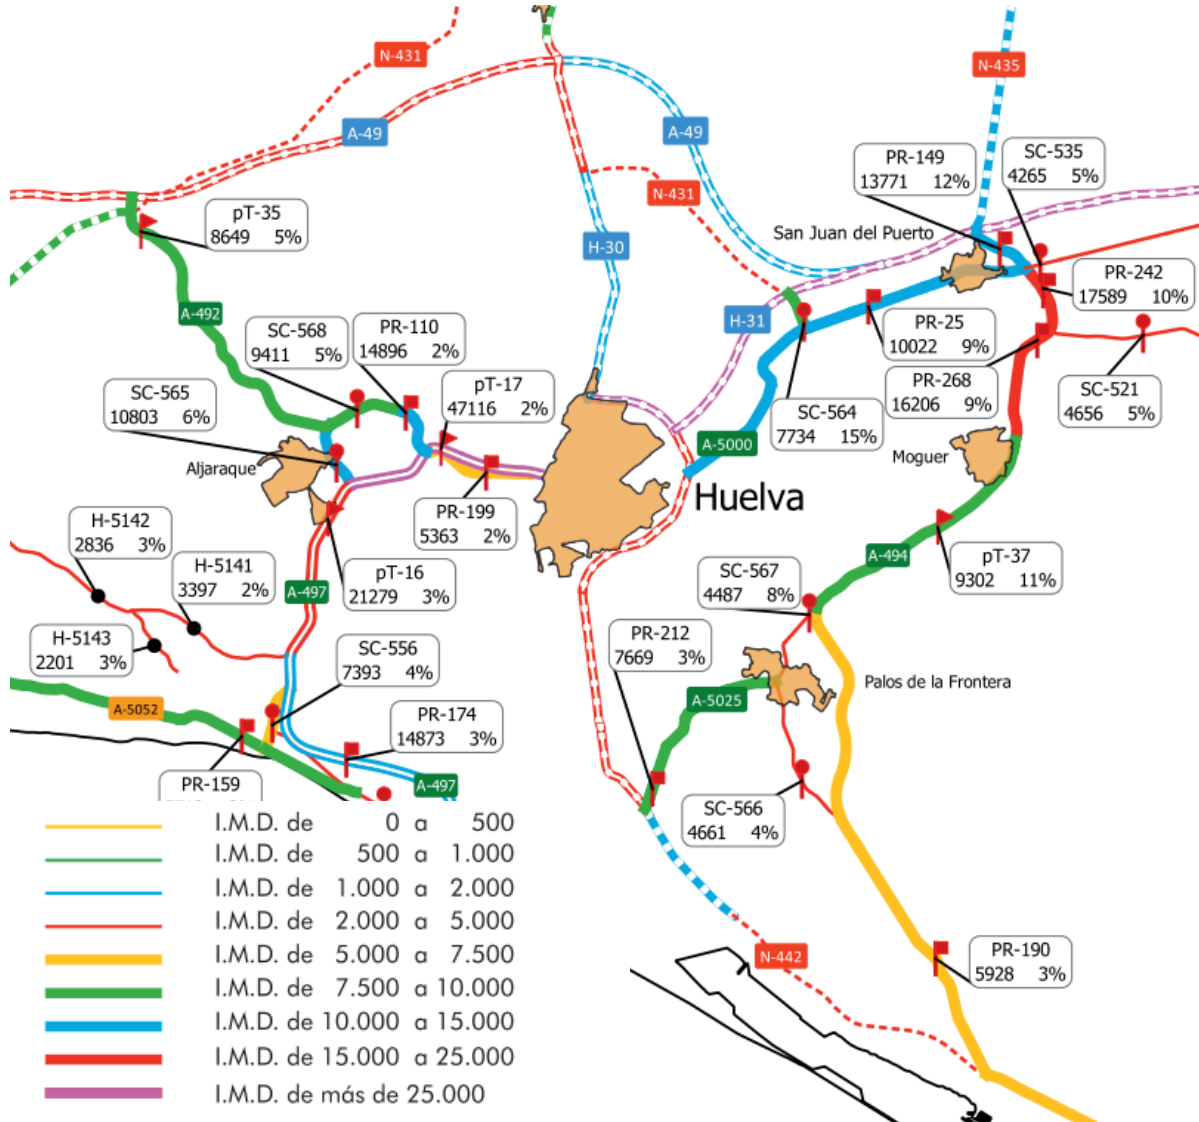 N-431
N-435
A-49
A-49
PR-149
13771 12%
SC-535
4265 5%
N-431
pT-35
8649 5%
San Juan del Puerto
H-30
PR-242
17589 10%
A-492
SC-568
9411 5%
PR-110
14896 2%
H-31
PR-25
10022 9%
pT-17
47116 2%
PR-268
16206 9%
SC-521
4656 5%
SC-565
10803 6%
SC-564
7734 15%
A-5000
Aljaraque
Moguer
Huelva
PR-199
5363 2%
H-5142
2836 3%
H-5141
3397 2%
pT-16
21279 3%
A-497
A-494
pT-37
9302 11%
SC-567
4487 8%
H-5143
2201 3%
SC-556
7393 4%
PR-212
7669 3%
Palos de la Frontera
A-5025
A-5052
PR-174
14873 3%
PR-159
A-497
SC-566
4661 4%
N-442
PR-190
5928 3%
I.M.D. de 0 a 500
I.M.D. de 500 a 1.000
I.M.D. de 1.000 a 2.000
I.M.D. de 2.000 a 5.000
I.M.D. de 5.000 a 7.500
I.M.D. de 7.500 a 10.000
I.M.D. de 10.000 a 15.000
I.M.D. de 15.000 a 25.000
I.M.D. de más de 25.000